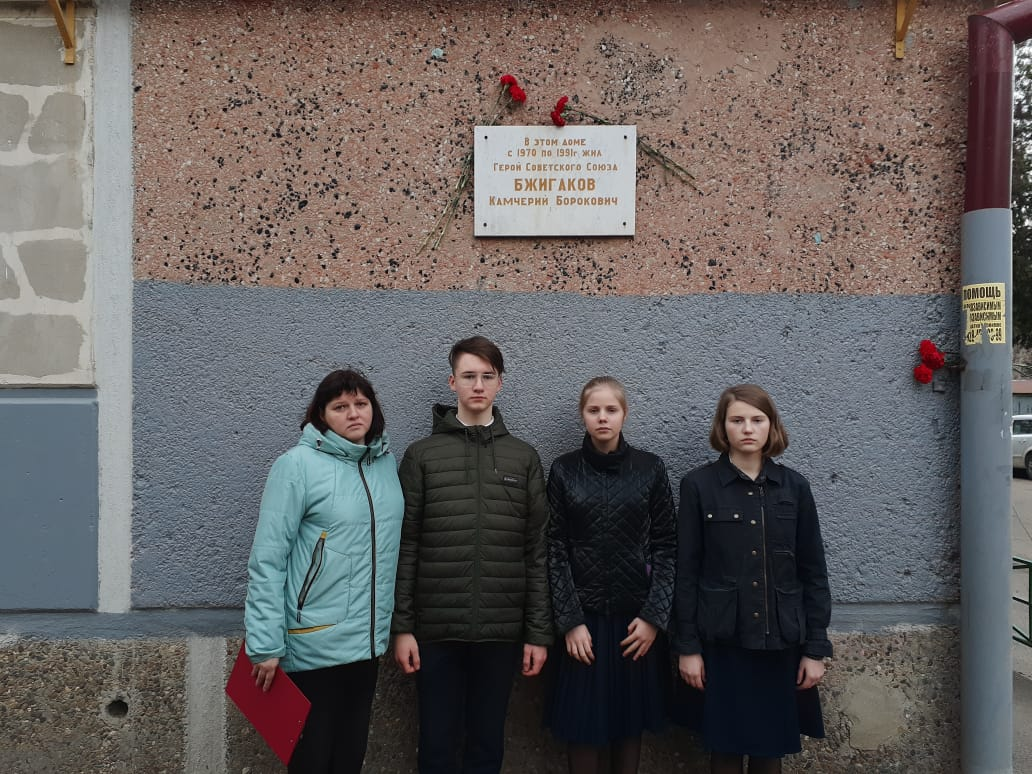 В ЭТОМ ДОМЕ
С 1970 ПО 1991г ЖИЛ
ГЕРОЙ СОВЕТСКОГО СОЮЗА
БЖИГАКОВ
КАМЧЕРИЙ БОРОКОВИЧ
ПОМОЩЬ